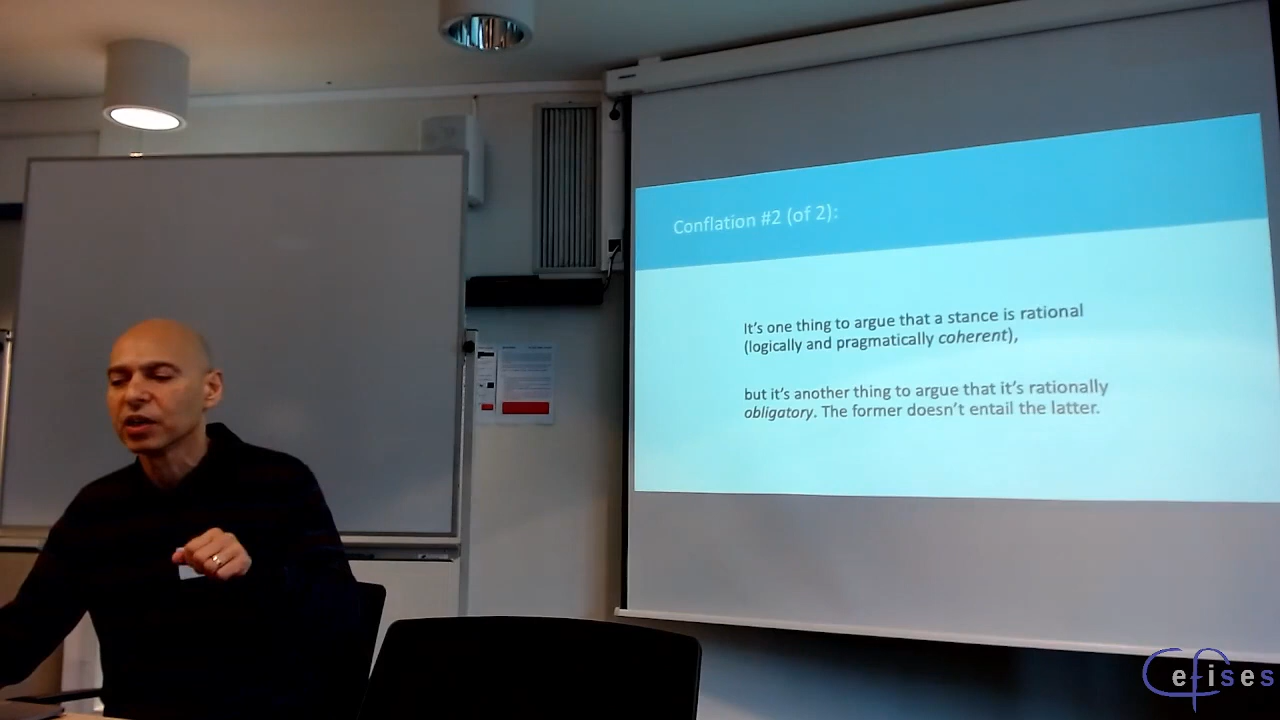 Conflation #2 (of 2):
It's one thing to argue that a stance is rational
(logically and pragmatically coherent),
but it's another thing to argue that it's rationally
obligatory. The former doesn't entail the latter.
Cefises